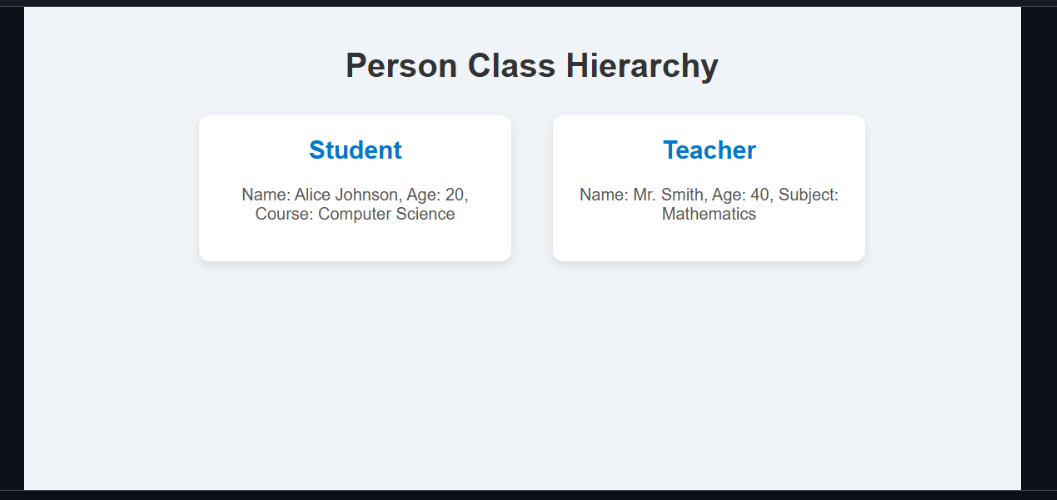 Person Class Hierarchy
Student
Name: Alice Johnson, Age: 20,
Course: Computer Science
Teacher
Name: Mr. Smith, Age: 40, Subject:
Mathematics